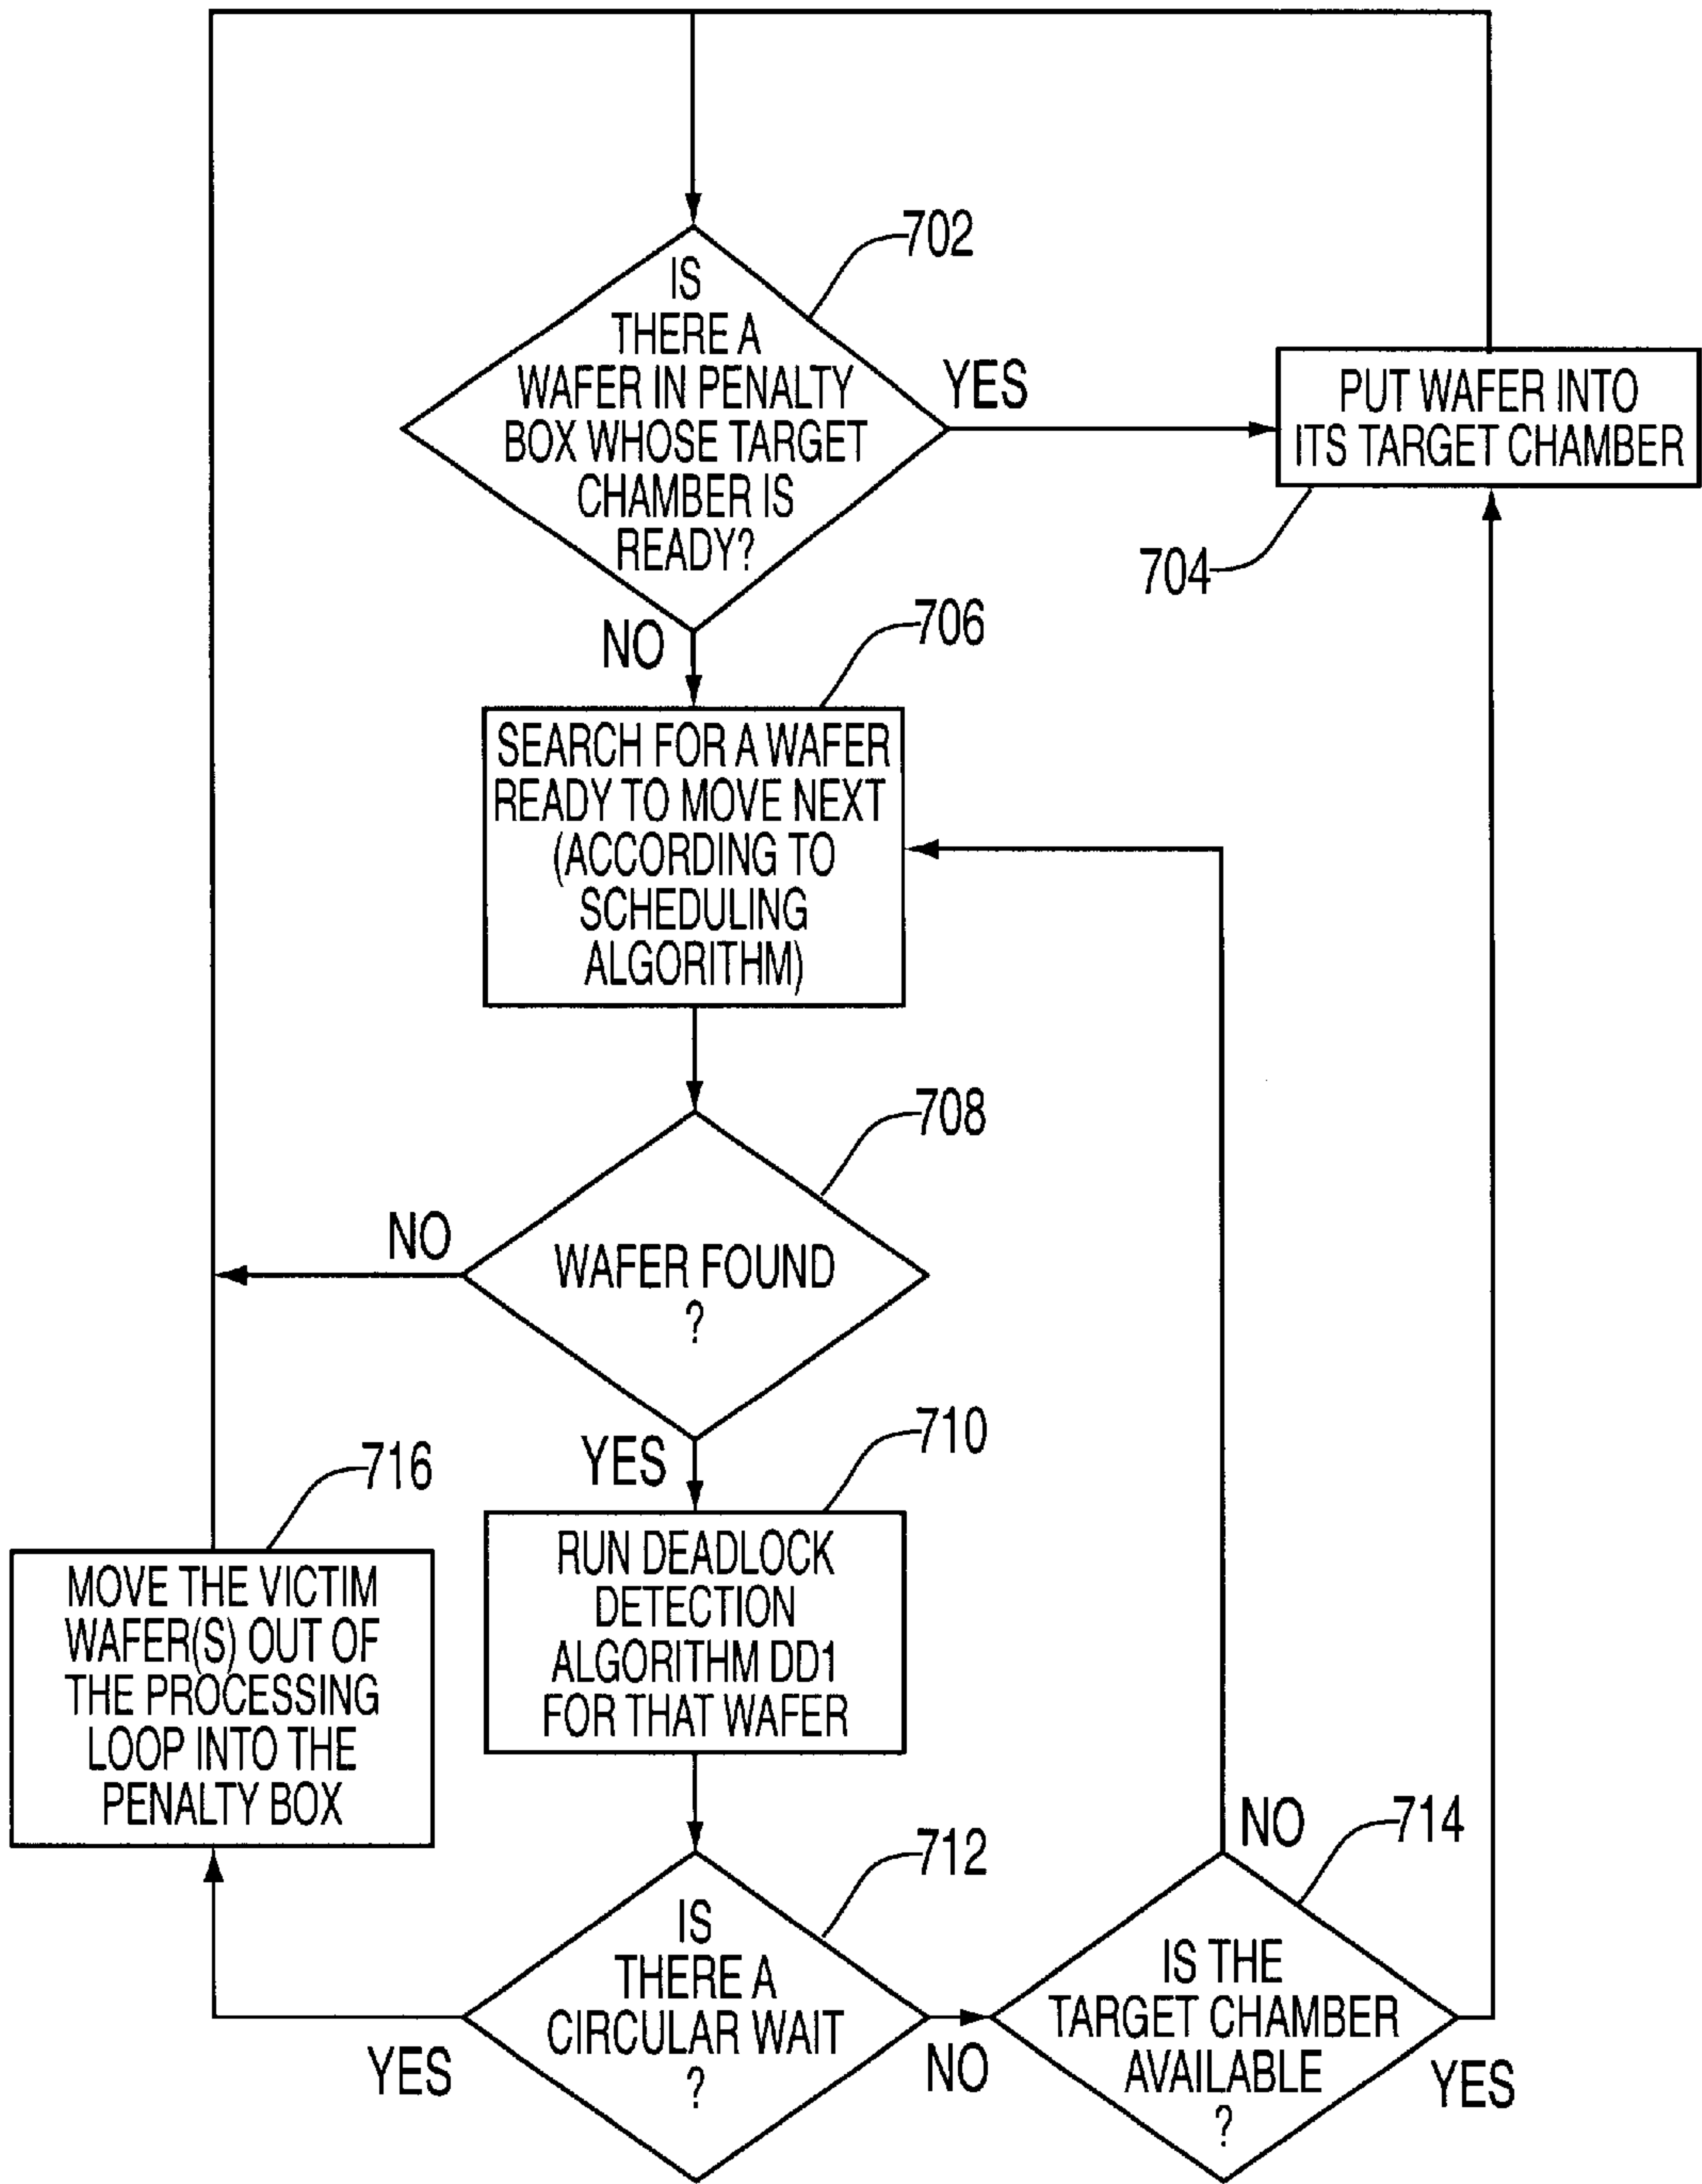 702
IS
THERE A
WAFER IN PENALTY
BOX WHOSE TARGET
CHAMBER IS
READY?
YES
PUT WAFER INTO
ITS TARGET CHAMBER
704
NO
706
SEARCH FOR A WAFER
READY TO MOVE NEXT
(ACCORDING TO
SCHEDULING
ALGORITHM)
708
NO
WAFER FOUND
?
YES
710
RUN DEADLOCK
DETECTION
ALGORITHM DD1
FOR THAT WAFER
716
MOVE THE VICTIM
WAFER(S) OUT OF
THE PROCESSING
LOOP INTO THE
PENALTY BOX
712
IS
THERE A
CIRCULAR WAIT
?
YES
NO
NO
714
IS THE
TARGET CHAMBER
AVAILABLE
?
YES